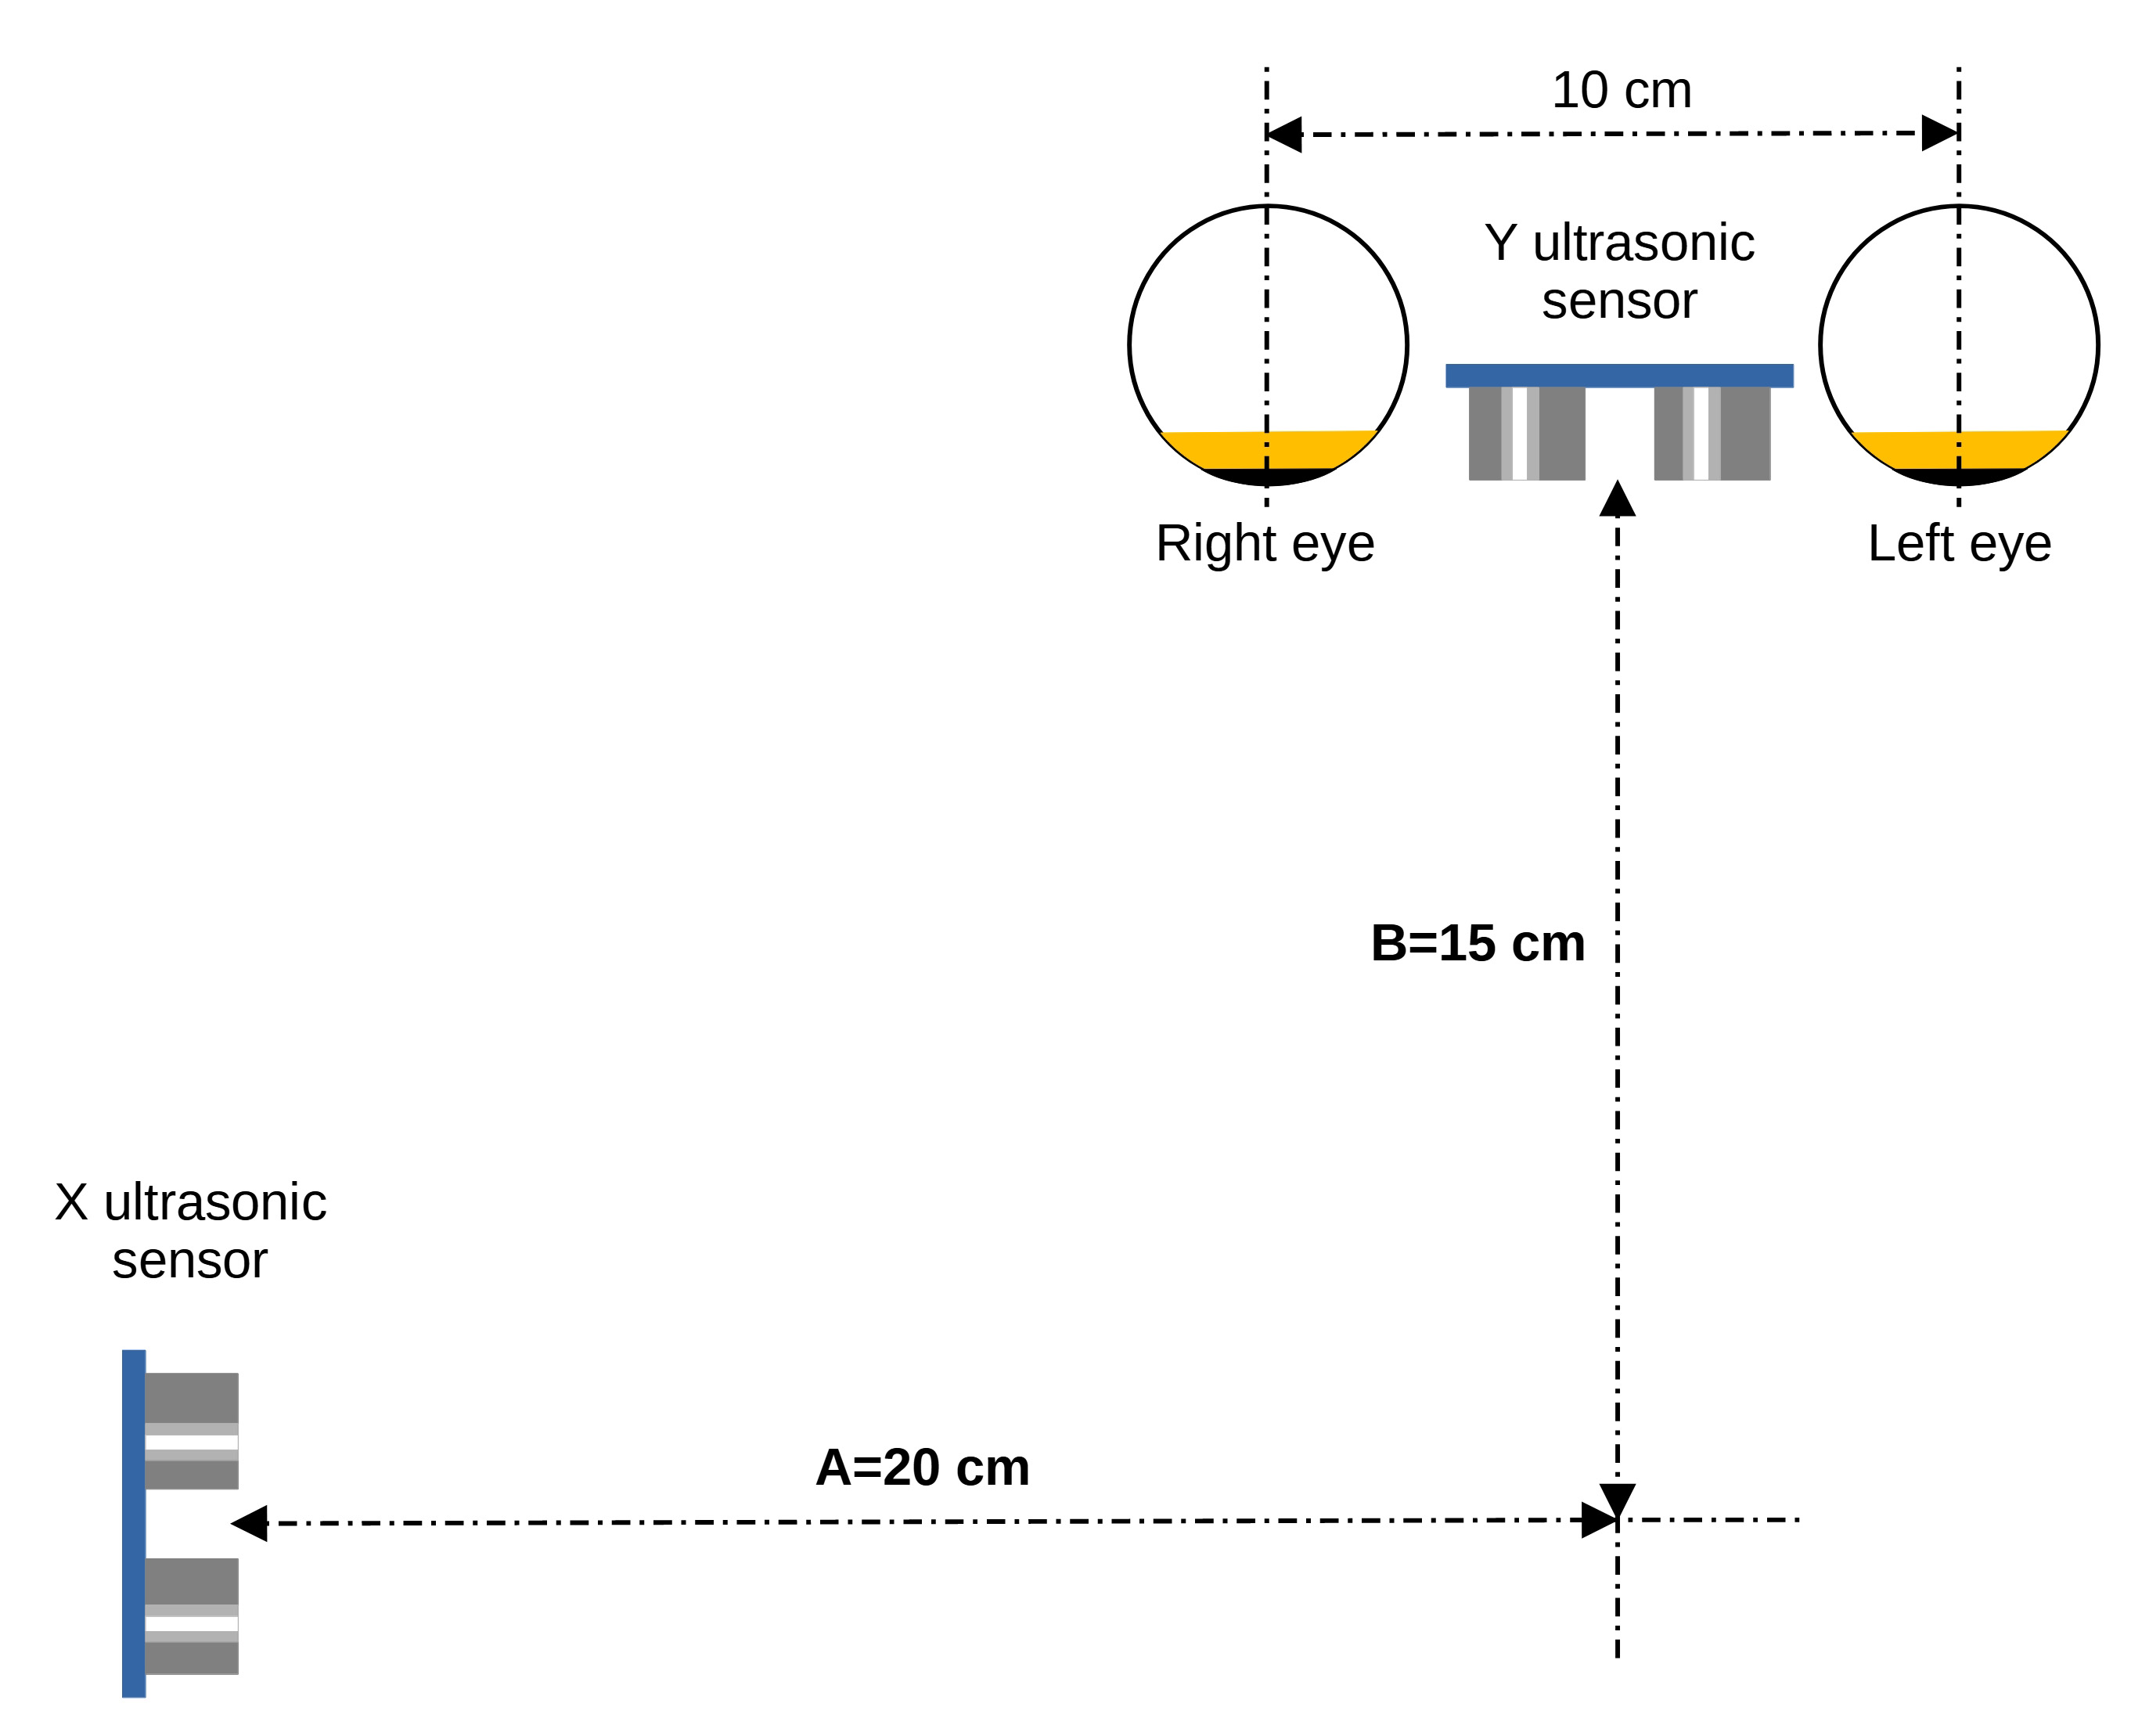 10 cm
Y ultrasonic
sensor
Right eye
Left eye
B=15 cm
X ultrasonic
sensor
A=20 cm